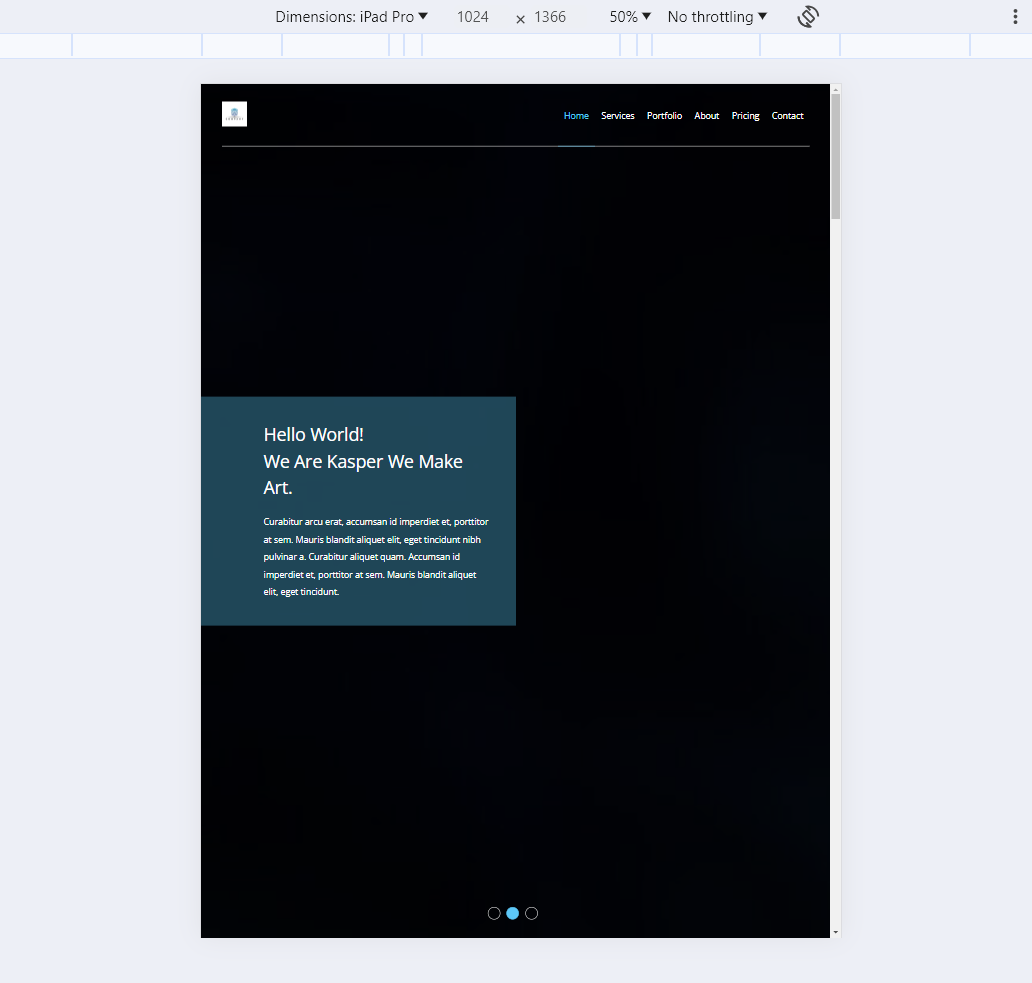 Dimensions: iPad Pro 1024 × 1366 50% No throttling
Home Services Portfolio About Pricing Contact
Hello World!
We Are Kasper We Make
Art.
Curabitur arcu erat, accumsan id imperdiet et, porttitor
at sem. Mauris blandit aliquet elit, eget tincidunt nibh
pulvinar a. Curabitur aliquet quam. Accumsan id
imperdiet et, porttitor at sem. Mauris blandit aliquet
elit, eget tincidunt.